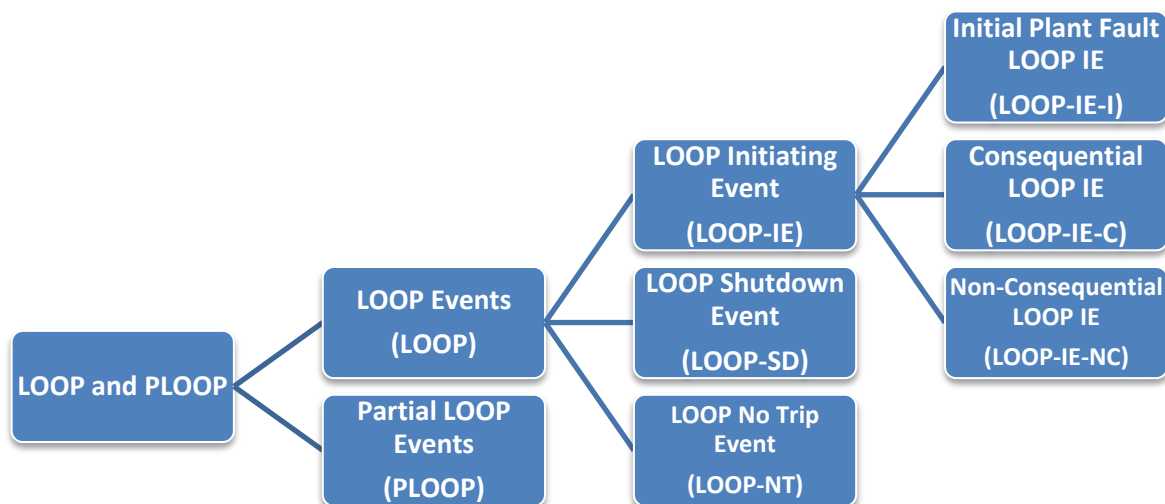 LOOP and PLOOP
LOOP Events
(LOOP)
Partial LOOP
Events
(PLOOP)
LOOP Initiating
Event
(LOOP-IE)
LOOP Shutdown
Event
(LOOP-SD)
LOOP No Trip
Event
(LOOP-NT)
Initial Plant Fault
LOOP IE
(LOOP-IE-I)
Consequential
LOOP IE
(LOOP-IE-C)
Non-Consequential
LOOP IE
(LOOP-IE-NC)